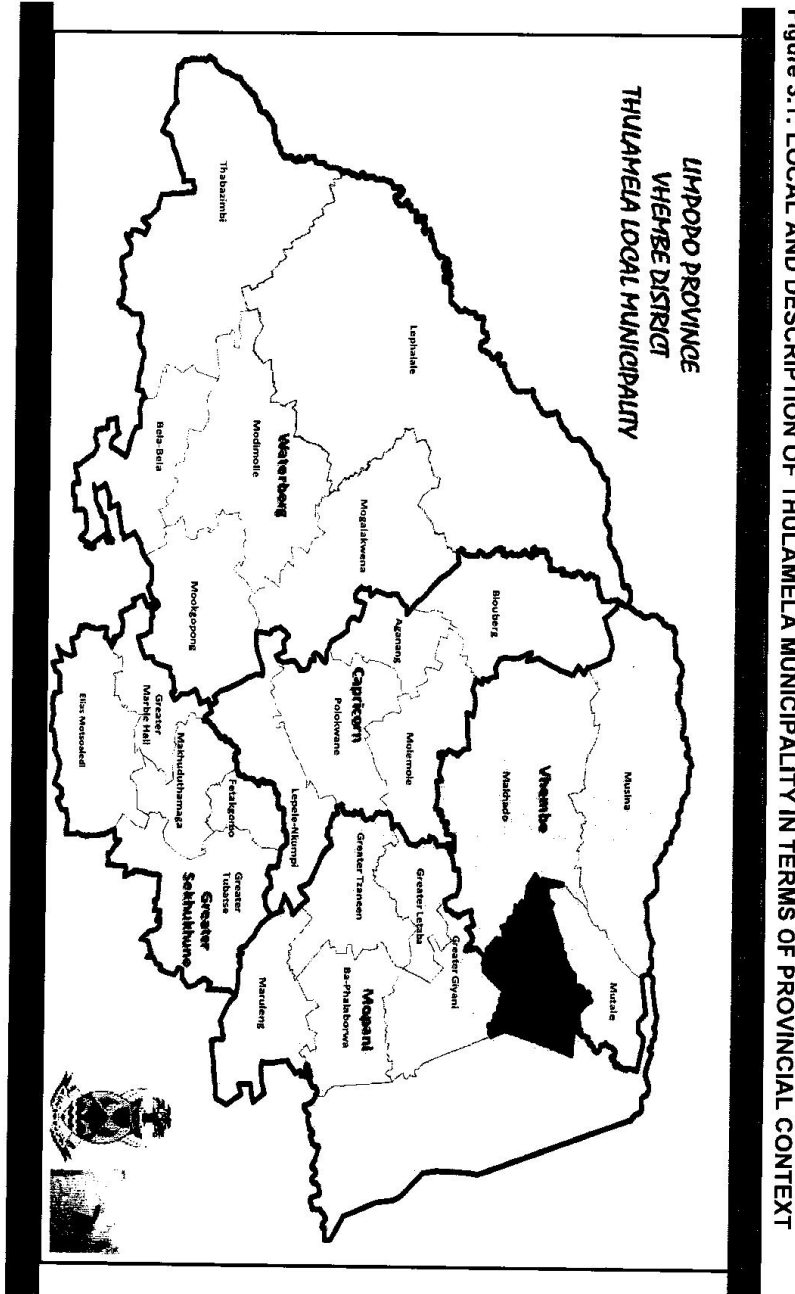 Figure 3.1: LOCAL AND DESCRIPTION OF THULAMELA MUNICIPALITY IN TERMS OF PROVINCIAL CONTEXT
LIMPOPO PROVINCE
VHEMBE DISTRICT
THULAMELA LOCAL MUNICIPALITY
Musina
Mutale
Vhembe
Makhado
Blouberg
Lephalale
Molemole
Aganang
Capricorn
Polokwane
Mogalakwena
Greater Giyani
Greater Letaba
Greater Tzaneen
Mopani
Ba-Phalaborwa
Maruleng
Lepele-Nkumpi
Waterberg
Modimolle
Thabazimbi
Bela-Bela
Mookgopong
Fetakgomo
Greater
Tubatse
Makhuduthamaga
Greater
Sekhukhune
Greater
Marble Hall
Elias Motsoaledi